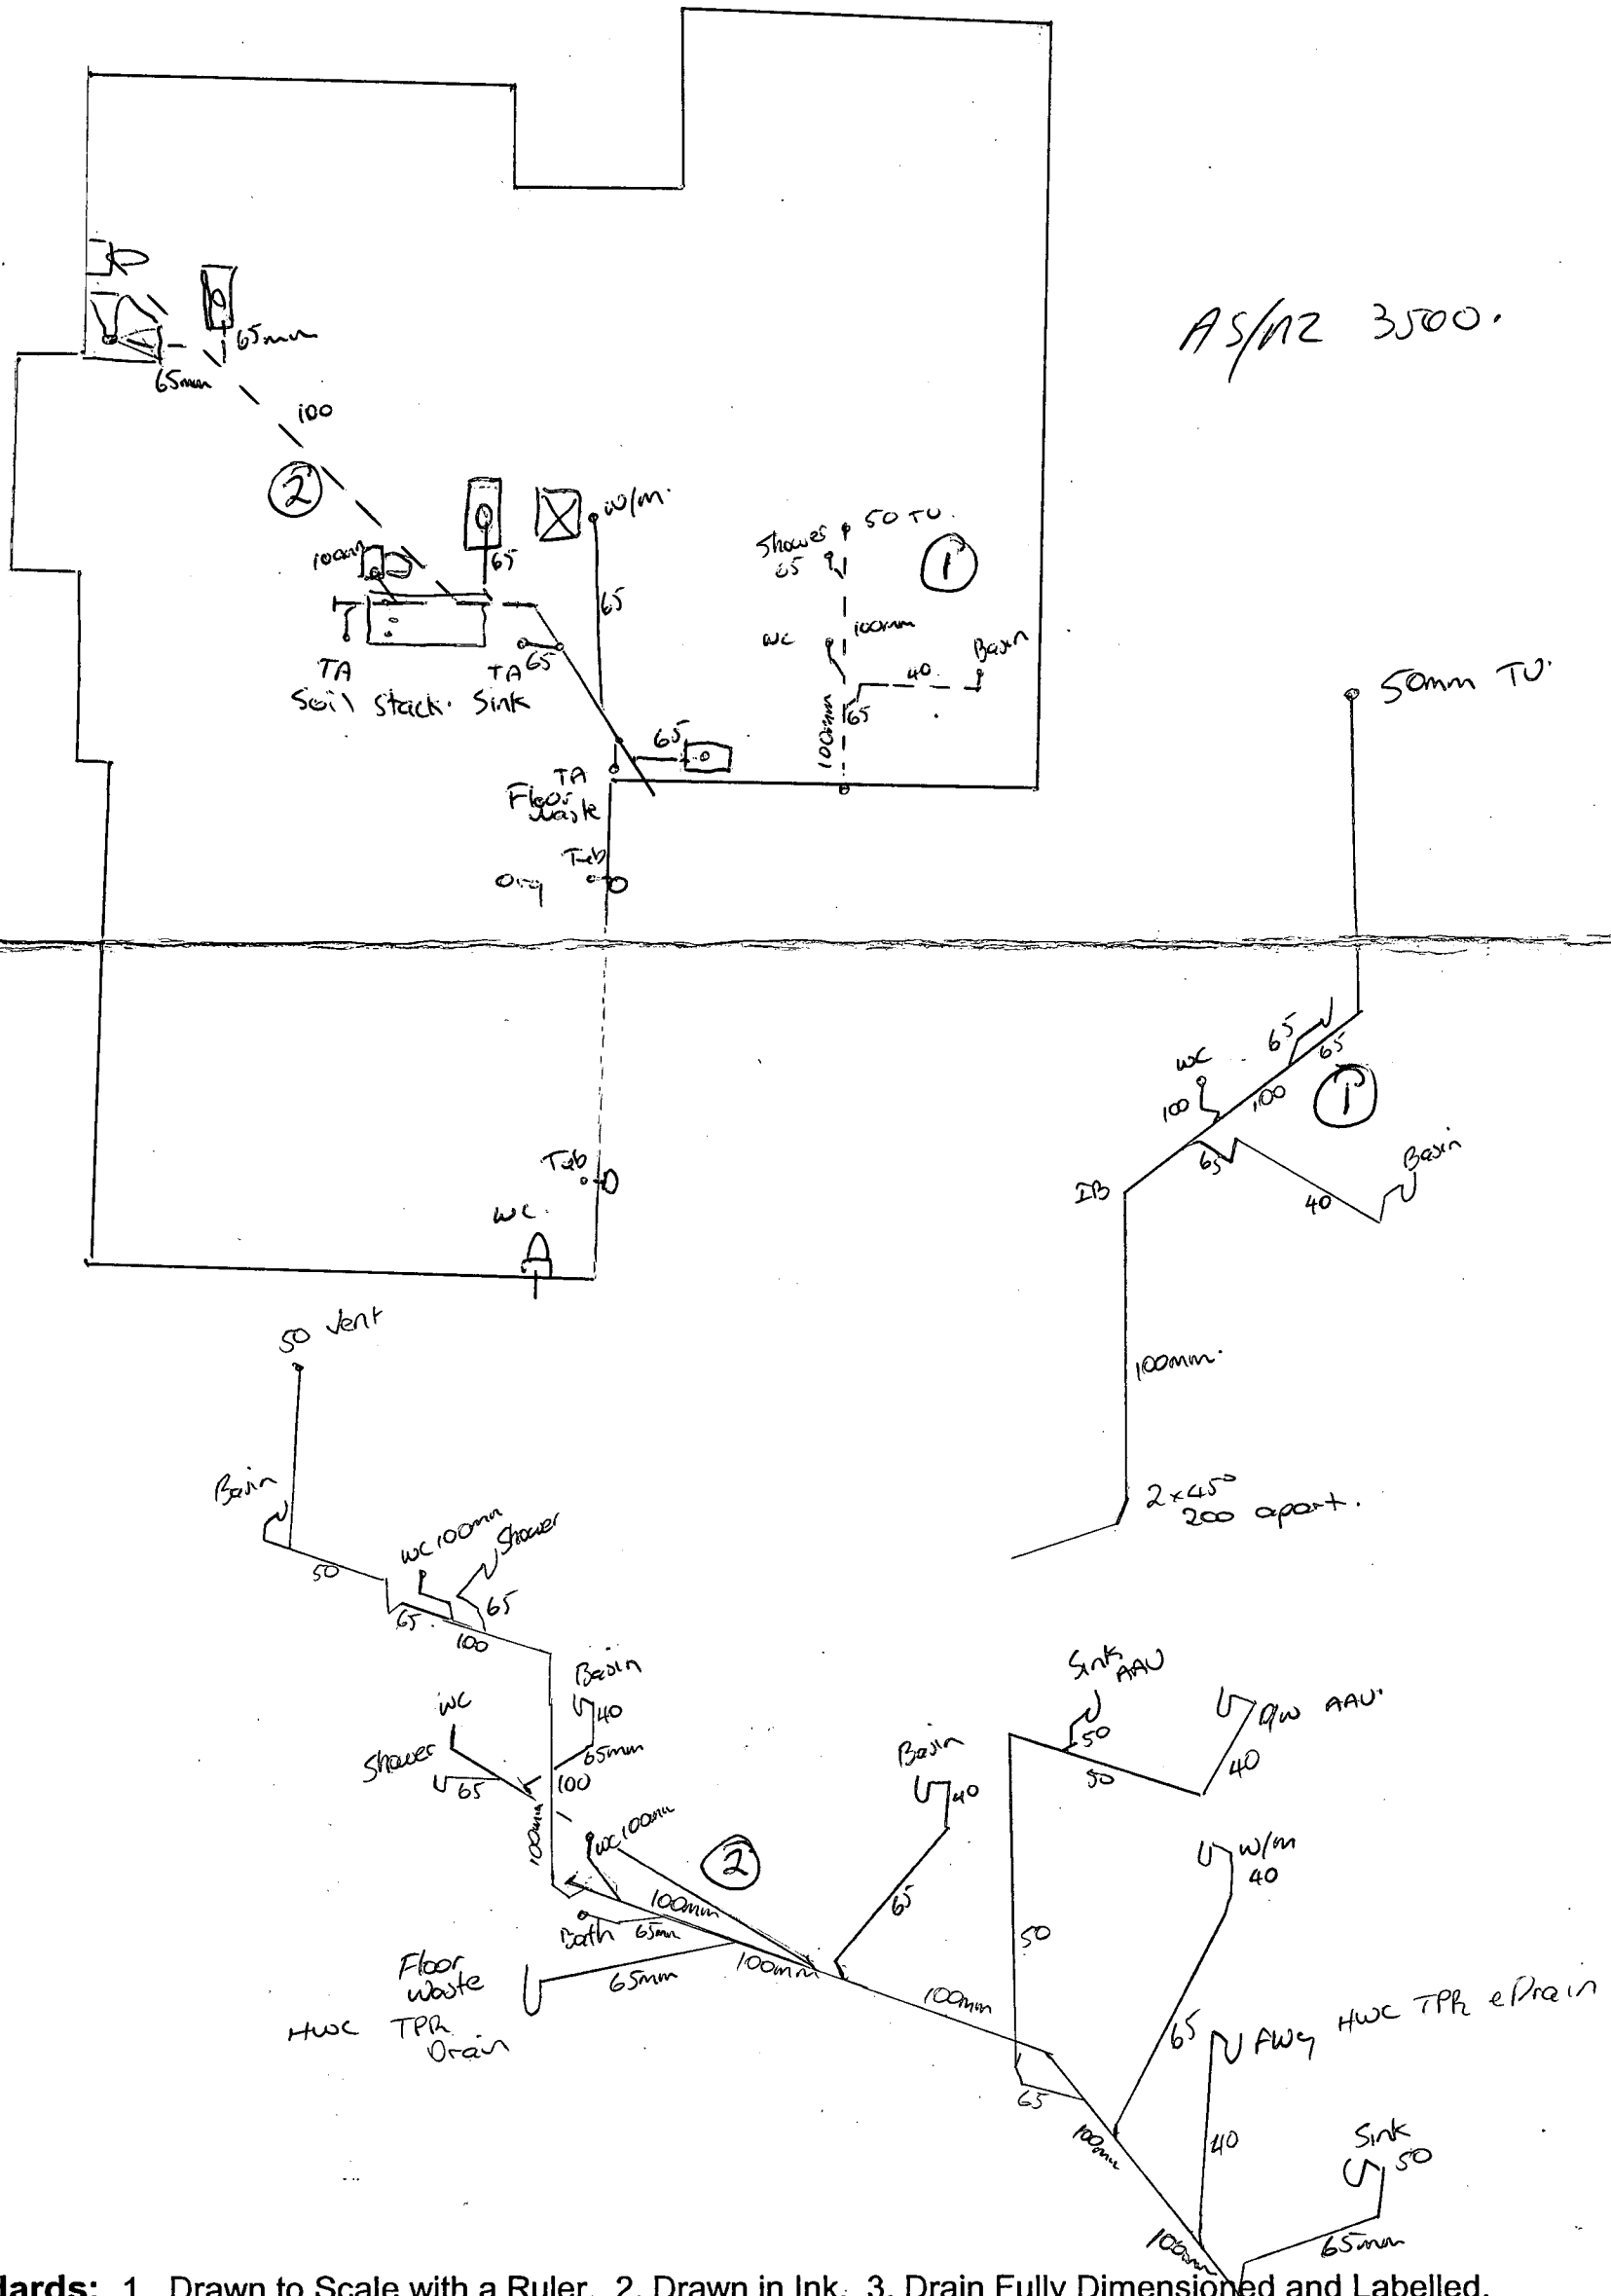 AS/NZ 3500.
65mm
65mm
100
2
W/m.
65
100mm
65
TA
Soil Stack.
TA 65
Sink
Shower
65
50 TV.
1
WC
100mm
Basin
40
65
100mm
65
TA
Floor
Waste
Tub
Tub
WC.
50mm TV.
65
65
WC
100
100
1
65
Basin
40
IB
100mm.
2x45°
200 apart.
50 Vent
Basin
50
WC 100mm
Shower
65
65
100
Basin
40
WC
65mm
Shower
65
100
100mm
WC 100mm
2
100mm
Bath 65mm
Floor
Waste
65mm
100mm
HWC TPR
Drain
Basin
40
65
100mm
Sink
AAV
50
50
DW AAV.
40
50
W/m
40
65
65
100mm
FWG HWC TPR e Drain
40
Sink
50
65mm
100mm
dards: 1. Drawn to Scale with a Ruler. 2. Drawn in Ink. 3. Drain Fully Dimensioned and Labelled.